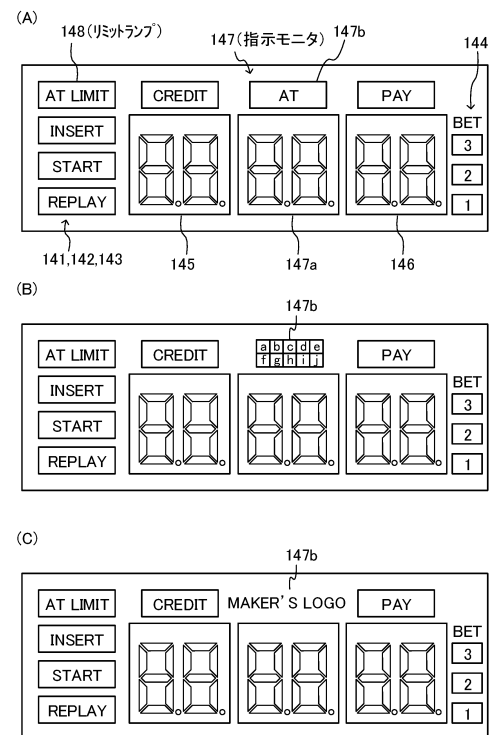 (A)
148(リミットランプ)
147(指示モニタ)
147b
144
AT LIMIT
CREDIT
AT
PAY
INSERT
START
REPLAY
BET
3
2
1
141,142,143
145
147a
146
(B)
147b
AT LIMIT
CREDIT
a b c d e
f g h i j
PAY
INSERT
START
REPLAY
BET
3
2
1
(C)
147b
AT LIMIT
CREDIT
MAKER'S LOGO
PAY
INSERT
START
REPLAY
BET
3
2
1